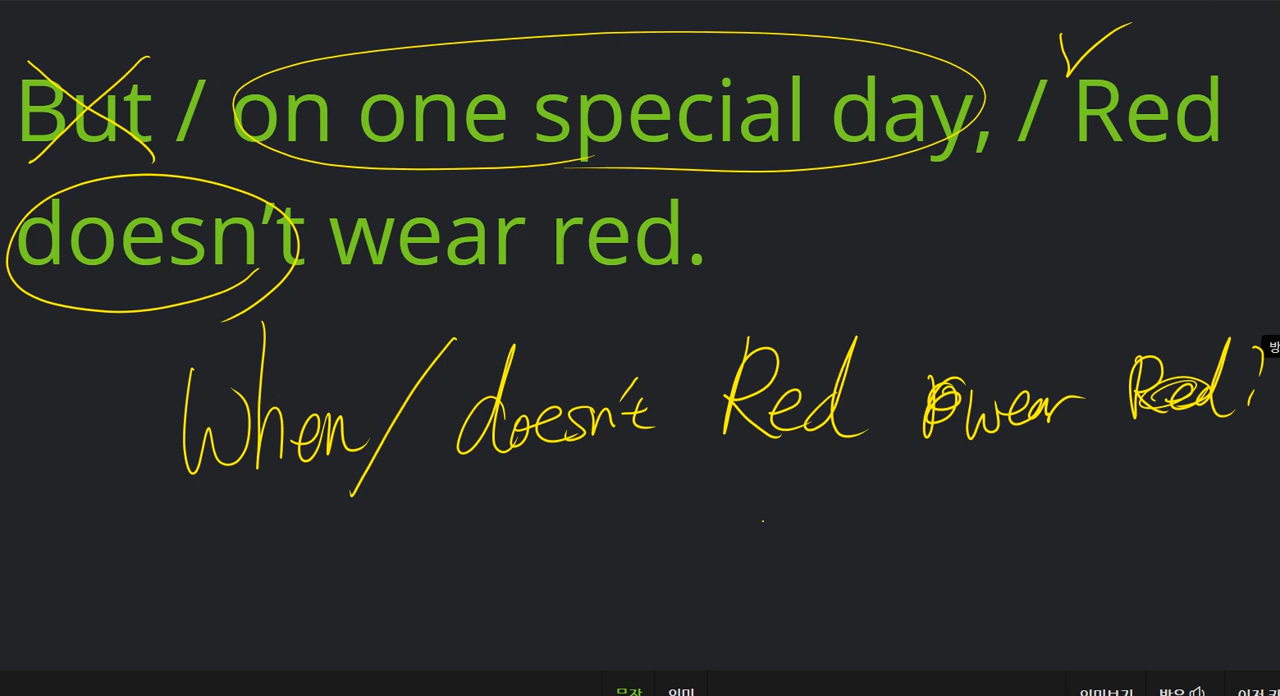 But / on one special day, / Red
doesn't wear red.
When / doesn't Red wear Red?